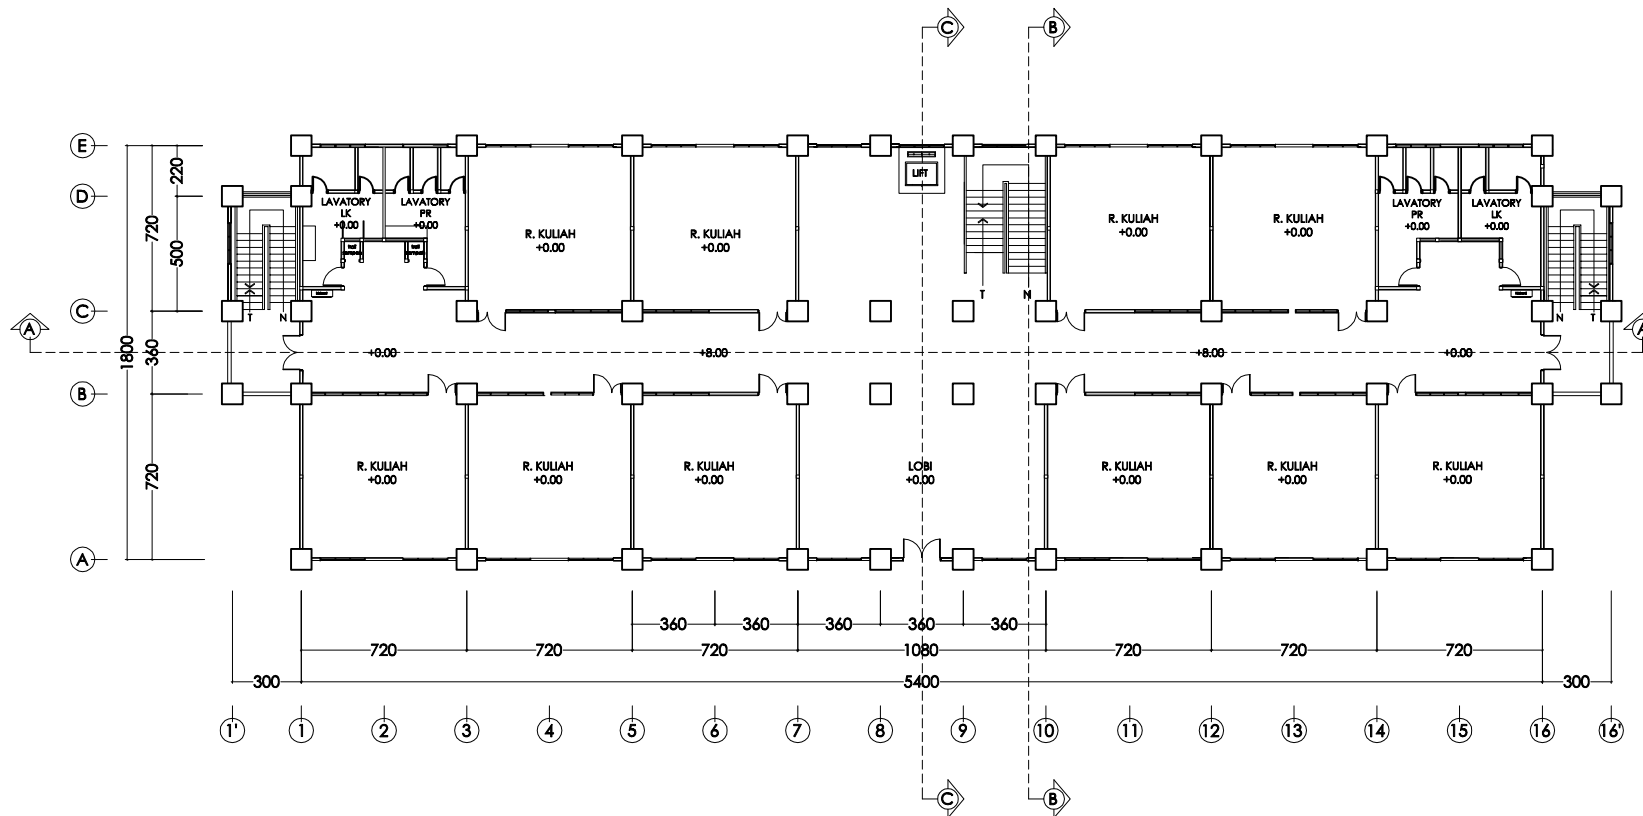 C
B
E
D
C
B
A
A
A
220
720
500
1800
360
720
LAVATORY
LK
+0.00
LAVATORY
PR
+0.00
R. KULIAH
+0.00
R. KULIAH
+0.00
LIFT
R. KULIAH
+0.00
R. KULIAH
+0.00
LAVATORY
PR
+0.00
LAVATORY
LK
+0.00
T
N
T
N
N
T
+0.00
+8.00
+8.00
+0.00
R. KULIAH
+0.00
R. KULIAH
+0.00
R. KULIAH
+0.00
LOBI
+0.00
R. KULIAH
+0.00
R. KULIAH
+0.00
R. KULIAH
+0.00
360
360
360
360
360
720
720
720
1080
720
720
720
300
5400
300
1'
1
2
3
4
5
6
7
8
9
10
11
12
13
14
15
16
16'
C
B